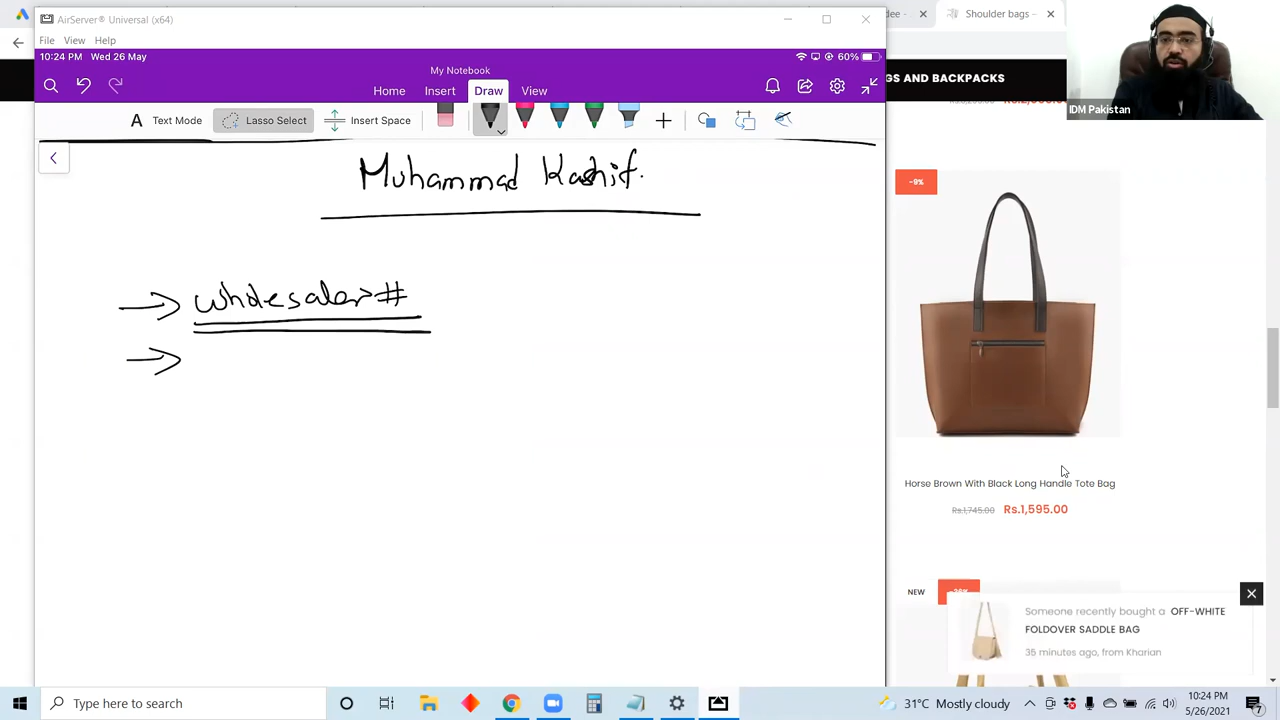 AirServer® Universal (x64)
File View Help
10:24 PM Wed 26 May
60%
My Notebook
Home Insert Draw View
A Text Mode Lasso Select Insert Space
Muhammad Kashif.
→ wholesaler #
→
Shoulder bags –
GS AND BACKPACKS
IDM Pakistan
-9%
Horse Brown With Black Long Handle Tote Bag
Rs.1,745.00 Rs.1,595.00
NEW
Someone recently bought a OFF-WHITE
FOLDOVER SADDLE BAG
35 minutes ago, from Kharian
Type here to search
31°C Mostly cloudy
10:24 PM
5/26/2021
7